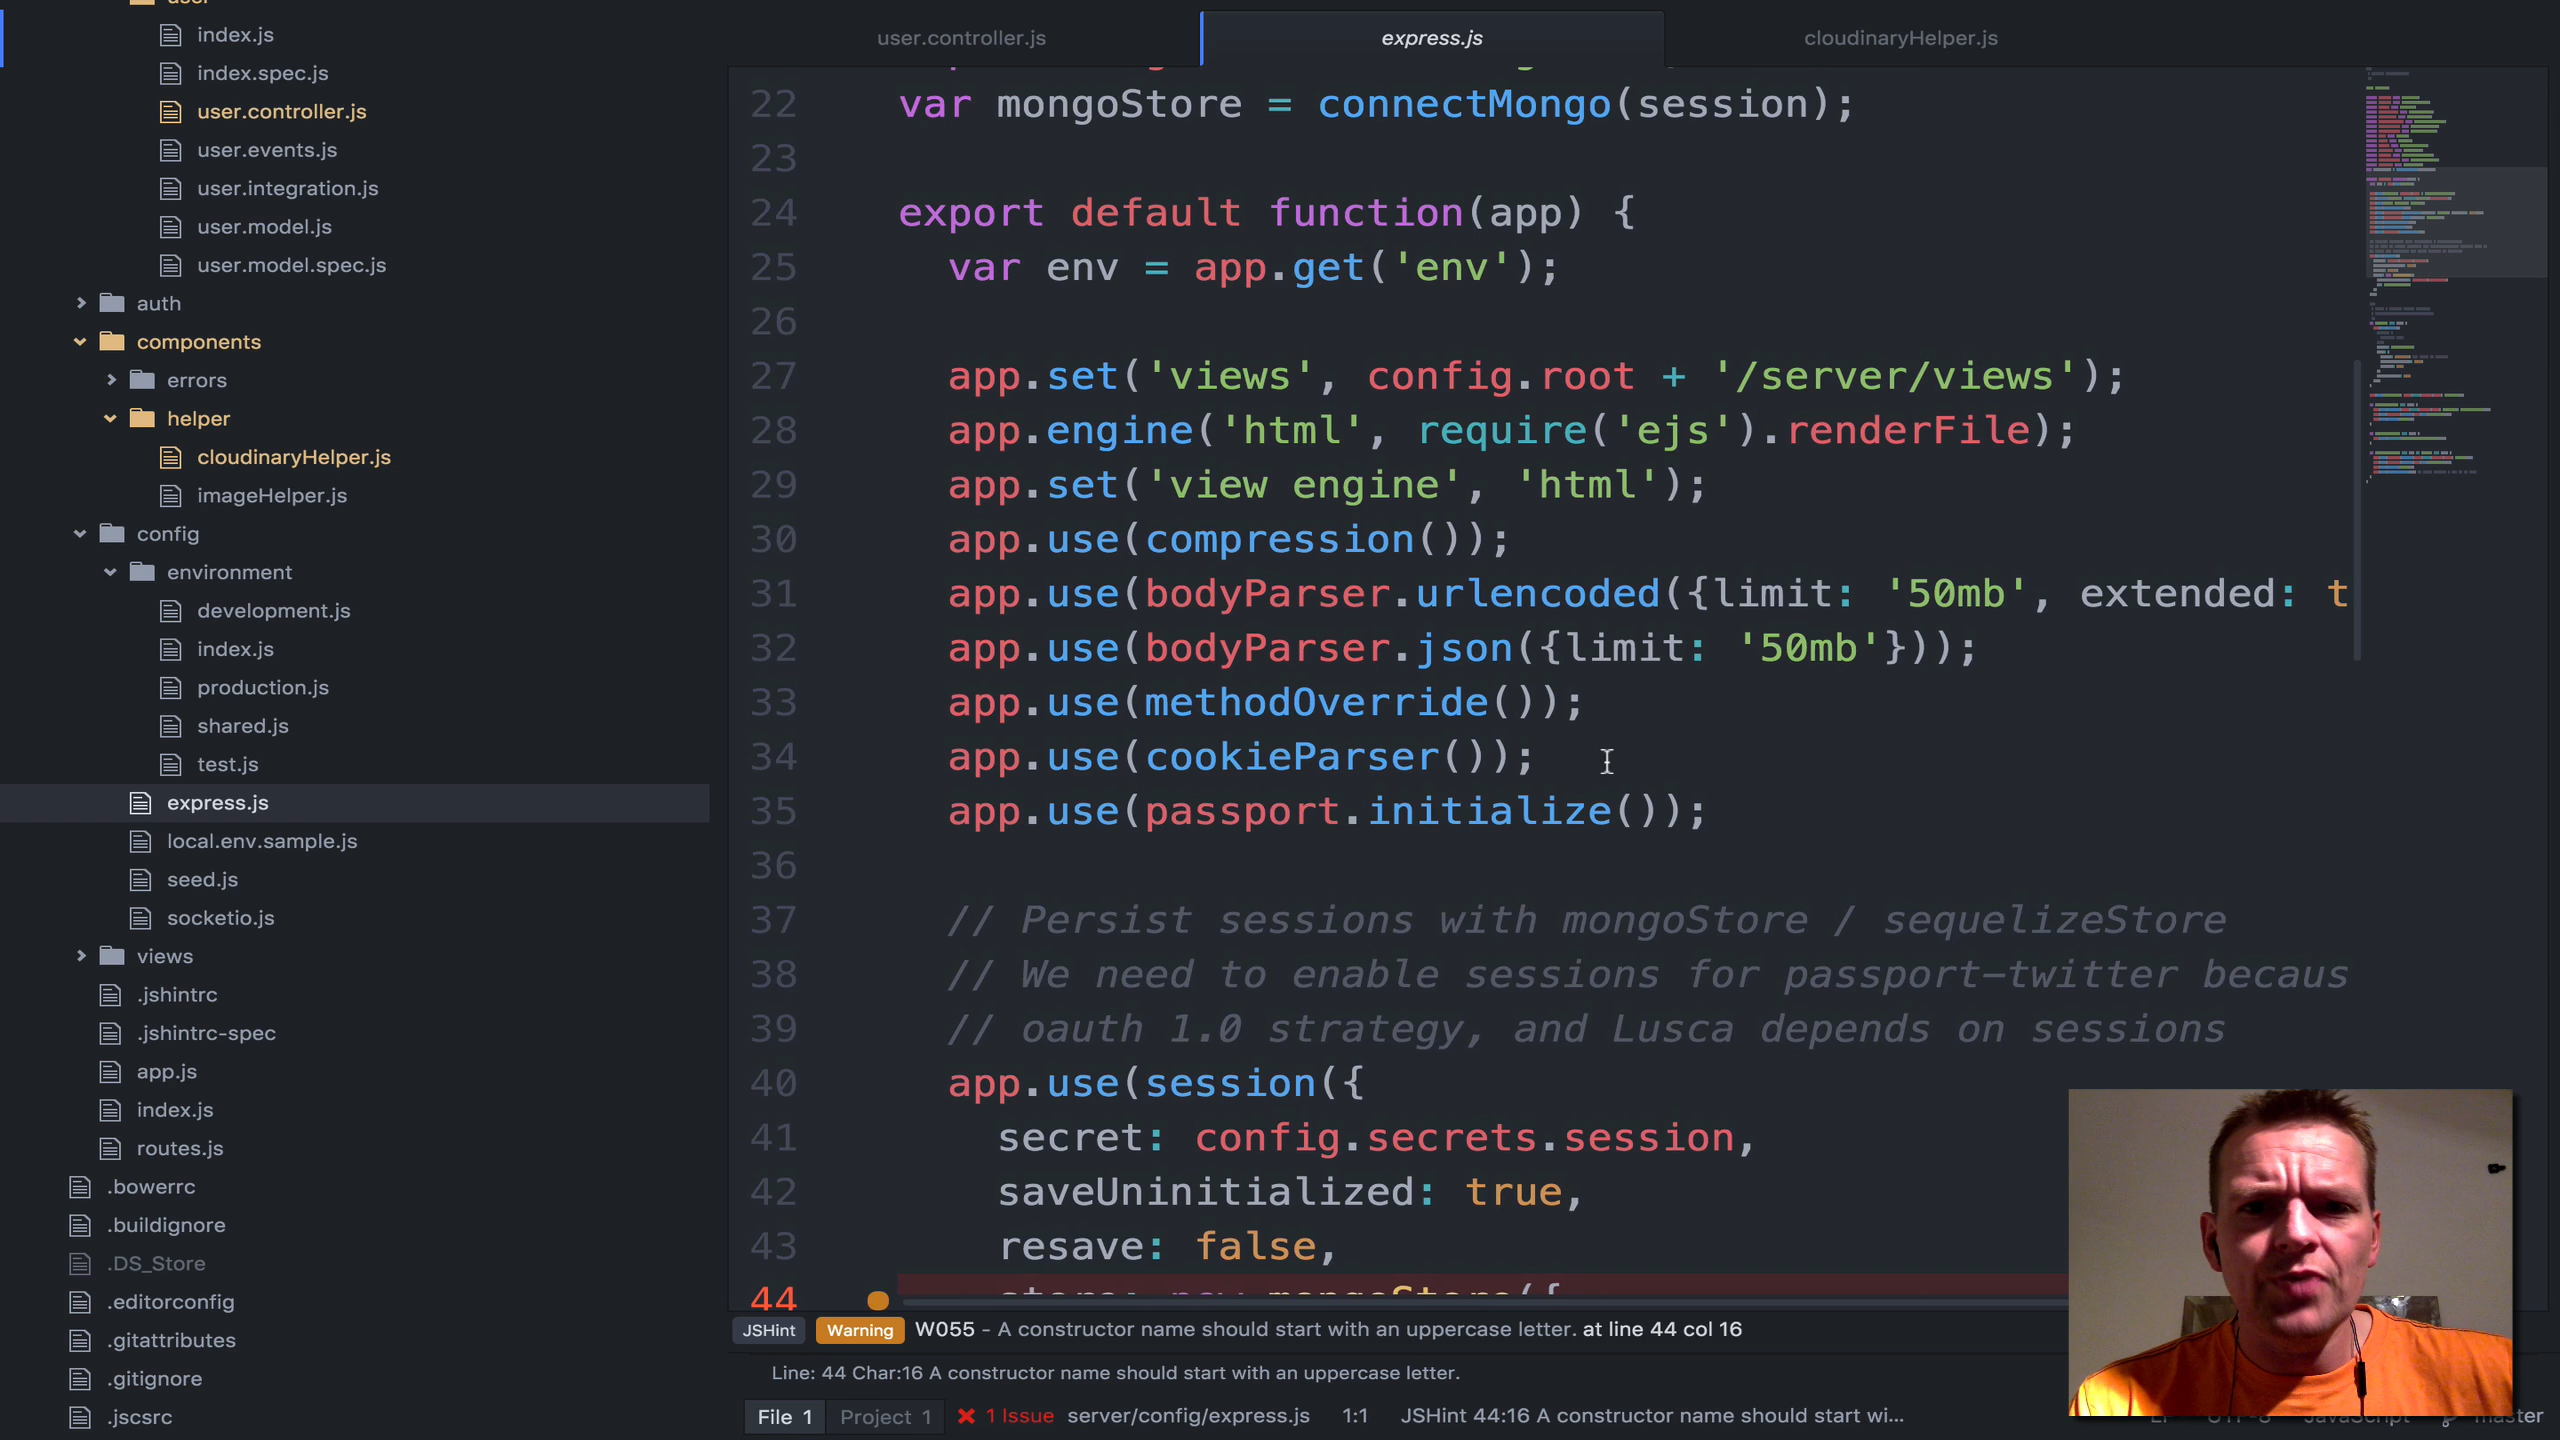 user
index.js
index.spec.js
user.controller.js
user.events.js
user.integration.js
user.model.js
user.model.spec.js
auth
components
errors
helper
cloudinaryHelper.js
imageHelper.js
config
environment
development.js
index.js
production.js
shared.js
test.js
express.js
local.env.sample.js
seed.js
socketio.js
views
.jshintrc
.jshintrc-spec
app.js
index.js
routes.js
.bowerrc
.buildignore
.DS_Store
.editorconfig
.gitattributes
.gitignore
.jscsrc
user.controller.js express.js cloudinaryHelper.js
22 var mongoStore = connectMongo(session);
23
24 export default function(app) {
25 var env = app.get('env');
26
27 app.set('views', config.root + '/server/views');
28 app.engine('html', require('ejs').renderFile);
29 app.set('view engine', 'html');
30 app.use(compression());
31 app.use(bodyParser.urlencoded({limit: '50mb', extended: t
32 app.use(bodyParser.json({limit: '50mb'}));
33 app.use(methodOverride());
34 app.use(cookieParser());
35 app.use(passport.initialize());
36
37 // Persist sessions with mongoStore / sequelizeStore
38 // We need to enable sessions for passport-twitter becaus
39 // oauth 1.0 strategy, and Lusca depends on sessions
40 app.use(session({
41 secret: config.secrets.session,
42 saveUninitialized: true,
43 resave: false,
44 store: new mongoStore({
JSHint Warning W055 - A constructor name should start with an uppercase letter. at line 44 col 16
Line: 44 Char:16 A constructor name should start with an uppercase letter.
File 1 Project 1 1 Issue server/config/express.js 1:1 JSHint 44:16 A constructor name should start wi... LF UTF-8 JavaScript master